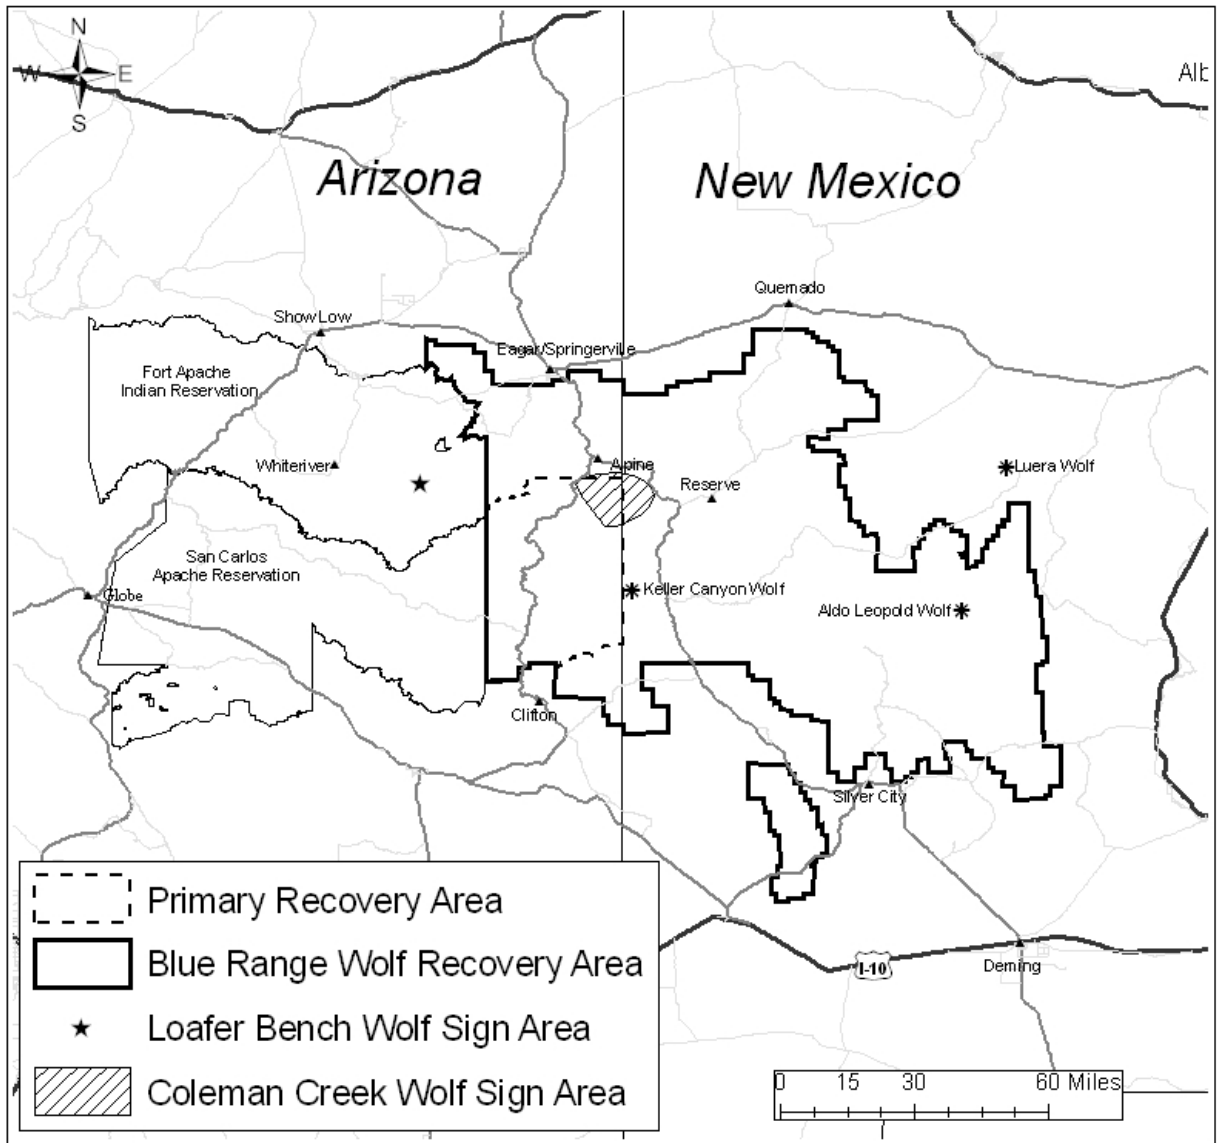 N
W
E
S
Alb
Arizona
New Mexico
Quemado
Show Low
Eagar/Springerville
Fort Apache
Indian Reservation
Whiteriver
Alpine
Luera Wolf
Reserve
San Carlos
Apache Reservation
Globe
Keller Canyon Wolf
Aldo Leopold Wolf
Clifton
Silver City
Primary Recovery Area
Blue Range Wolf Recovery Area
I-10
Deming
Loafer Bench Wolf Sign Area
Coleman Creek Wolf Sign Area
0 15 30 60 Miles